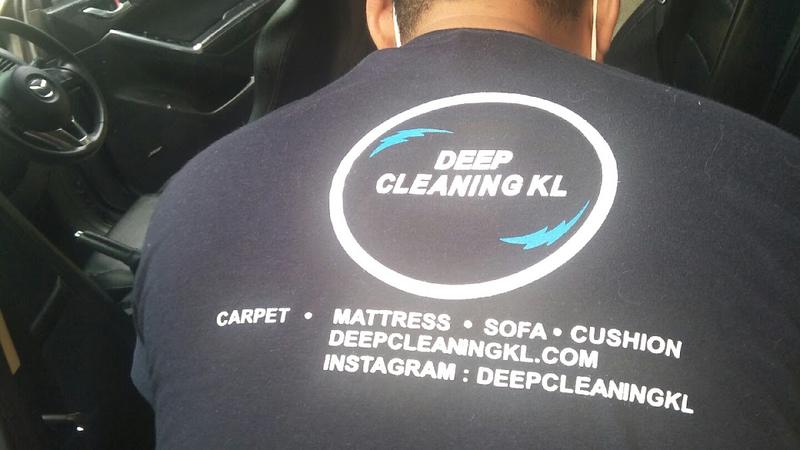 DEEP
CLEANING KL
CARPET • MATTRESS • SOFA • CUSHION
DEEPCLEANINGKL.COM
INSTAGRAM : DEEPCLEANINGKL